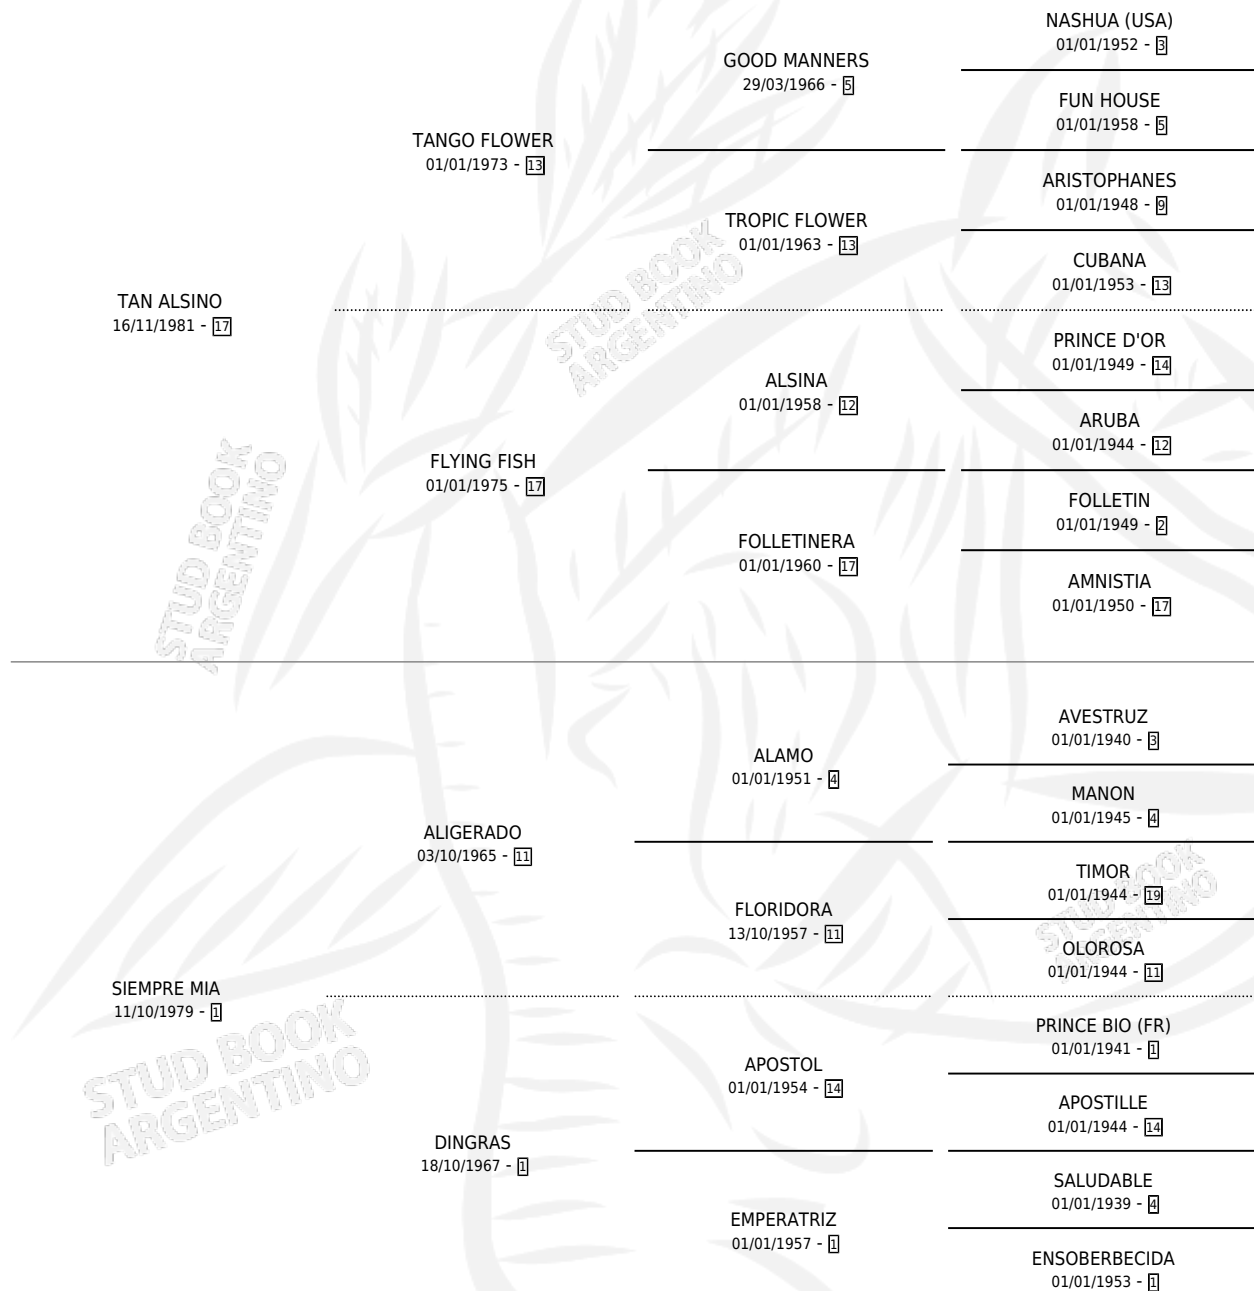 NASHUA (USA)
01/01/1952 - 3
GOOD MANNERS
29/03/1966 - 5
FUN HOUSE
01/01/1958 - 5
TANGO FLOWER
01/01/1973 - 13
ARISTOPHANES
01/01/1948 - 9
TROPIC FLOWER
01/01/1963 - 13
CUBANA
01/01/1953 - 13
TAN ALSINO
16/11/1981 - 17
PRINCE D'OR
01/01/1949 - 14
ALSINA
01/01/1958 - 12
ARUBA
01/01/1944 - 12
FLYING FISH
01/01/1975 - 17
FOLLETIN
01/01/1949 - 2
FOLLETINERA
01/01/1960 - 17
AMNISTIA
01/01/1950 - 17
AVESTRUZ
01/01/1940 - 3
ALAMO
01/01/1951 - 4
MANON
01/01/1945 - 4
ALIGERADO
03/10/1965 - 11
TIMOR
01/01/1944 - 19
FLORIDORA
13/10/1957 - 11
OLOROSA
01/01/1944 - 11
SIEMPRE MIA
11/10/1979 - 1
PRINCE BIO (FR)
01/01/1941 - 1
APOSTOL
01/01/1954 - 14
APOSTILLE
01/01/1944 - 14
DINGRAS
18/10/1967 - 1
SALUDABLE
01/01/1939 - 4
EMPERATRIZ
01/01/1957 - 1
ENSOBERBECIDA
01/01/1953 - 1
STUD BOOK
ARGENTINO
STUD BOOK
ARGENTINO
STUD BOOK
ARGENTINO
STUD BOOK
ARGENTINO